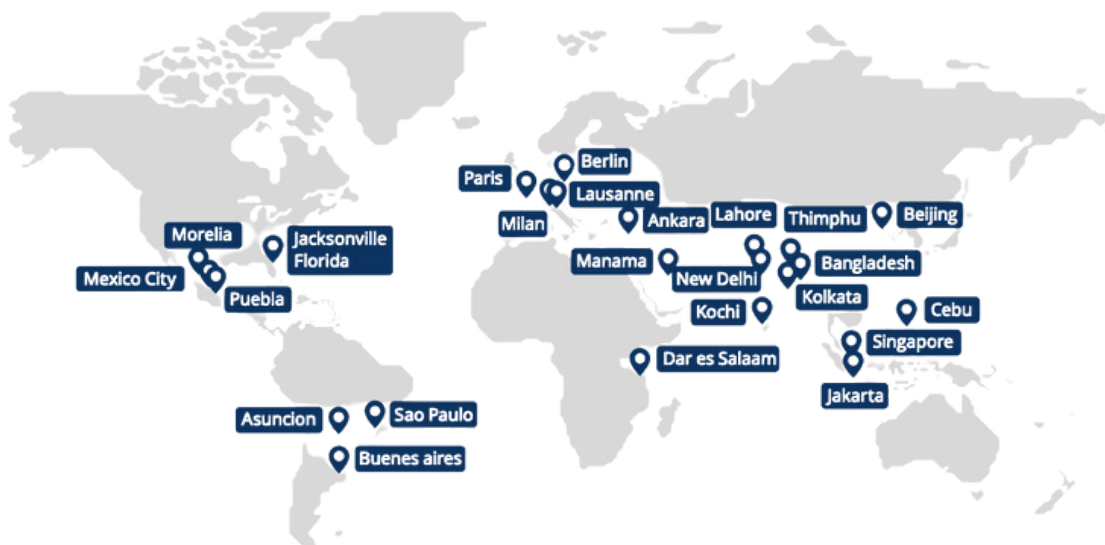 Berlin
Paris
Lausanne
Milan
Ankara
Lahore
Thimphu
Beijing
Morelia
Jacksonville
Florida
Mexico City
Puebla
Manama
New Delhi
Bangladesh
Kolkata
Kochi
Cebu
Singapore
Dar es Salaam
Jakarta
Asuncion
Sao Paulo
Buenes aires